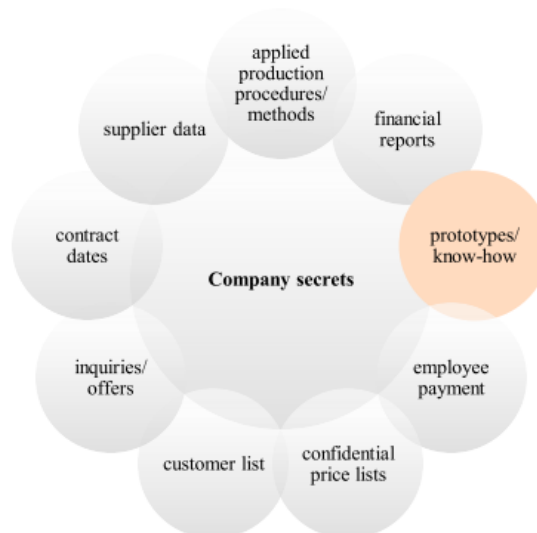 applied
production
procedures/
methods
financial
reports
prototypes/
know-how
employee
payment
confidential
price lists
customer list
inquiries/
offers
contract
dates
supplier data
Company secrets